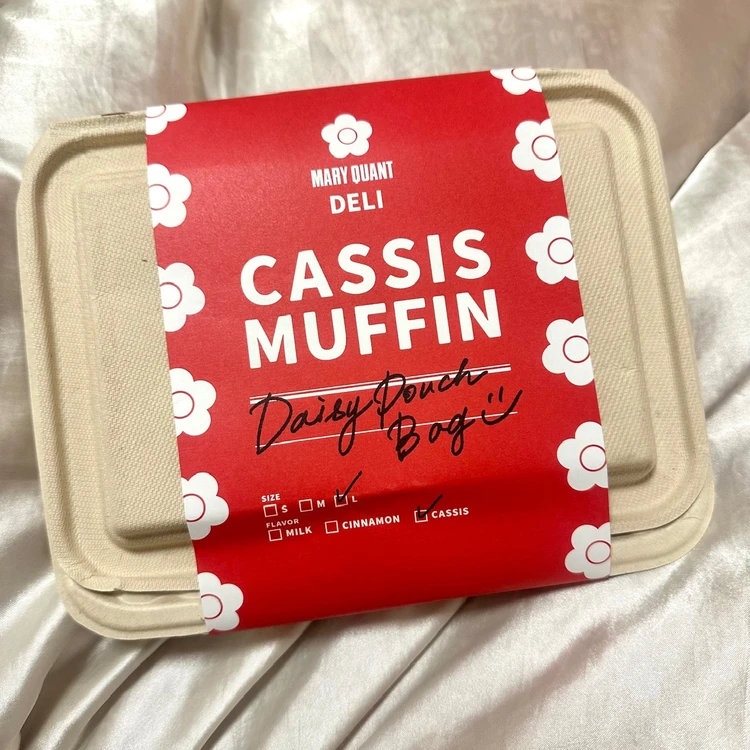 MARY QUANT
DELI
CASSIS
MUFFIN
Daisy Pouch
Bag
SIZE
S M L
FLAVOR
MILK CINNAMON CASSIS